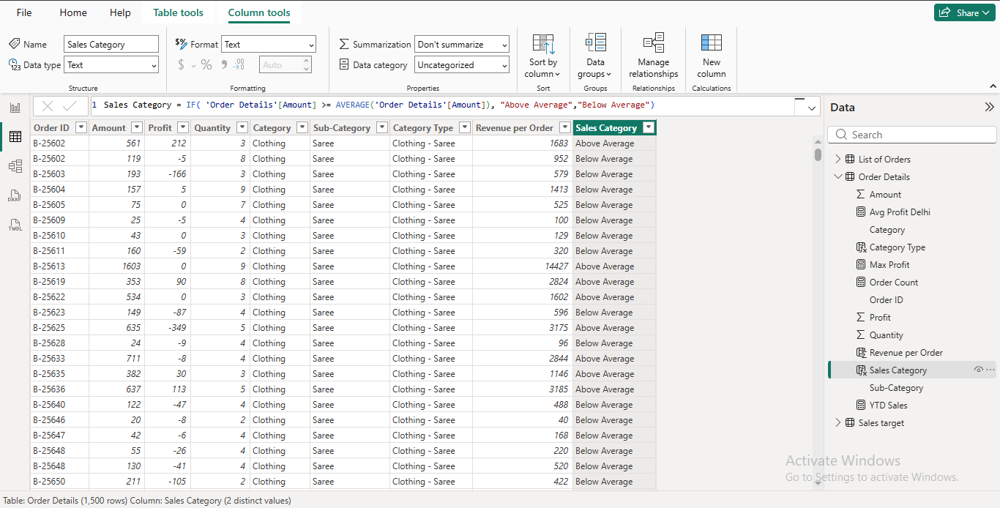 File Home Help Table tools Column tools Share
Name Sales Category $% Format Text Summarization Don't summarize
Data type Text $ % 9 .00 Auto Data category Uncategorized
Sort by column Data groups Manage relationships New column
Structure Formatting Properties Sort Groups Relationships Calculations
1 Sales Category = IF( 'Order Details'[Amount] >= AVERAGE('Order Details'[Amount]), "Above Average","Below Average")
Order ID Amount Profit Quantity Category Sub-Category Category Type Revenue per Order Sales Category
B-25602 561 212 3 Clothing Saree Clothing - Saree 1683 Above Average
B-25602 119 -5 8 Clothing Saree Clothing - Saree 952 Below Average
B-25603 193 -166 3 Clothing Saree Clothing - Saree 579 Below Average
B-25604 157 5 9 Clothing Saree Clothing - Saree 1413 Below Average
B-25605 75 0 7 Clothing Saree Clothing - Saree 525 Below Average
B-25609 25 -5 4 Clothing Saree Clothing - Saree 100 Below Average
B-25610 43 0 3 Clothing Saree Clothing - Saree 129 Below Average
B-25611 160 -59 2 Clothing Saree Clothing - Saree 320 Below Average
B-25613 1603 0 9 Clothing Saree Clothing - Saree 14427 Above Average
B-25619 353 90 8 Clothing Saree Clothing - Saree 2824 Above Average
B-25622 534 0 3 Clothing Saree Clothing - Saree 1602 Above Average
B-25623 149 -87 4 Clothing Saree Clothing - Saree 596 Below Average
B-25625 635 -349 5 Clothing Saree Clothing - Saree 3175 Above Average
B-25628 24 -9 4 Clothing Saree Clothing - Saree 96 Below Average
B-25633 711 -8 4 Clothing Saree Clothing - Saree 2844 Above Average
B-25635 382 30 3 Clothing Saree Clothing - Saree 1146 Above Average
B-25636 637 113 5 Clothing Saree Clothing - Saree 3185 Above Average
B-25640 122 -47 4 Clothing Saree Clothing - Saree 488 Below Average
B-25646 20 -8 2 Clothing Saree Clothing - Saree 40 Below Average
B-25647 42 -6 4 Clothing Saree Clothing - Saree 168 Below Average
B-25648 55 -26 4 Clothing Saree Clothing - Saree 220 Below Average
B-25648 130 -41 4 Clothing Saree Clothing - Saree 520 Below Average
B-25650 211 -105 2 Clothing Saree Clothing - Saree 422 Below Average
DAX
TMDL
Data
Search
List of Orders
Order Details
Amount
Avg Profit Delhi
Category
Category Type
Max Profit
Order Count
Order ID
Profit
Quantity
Revenue per Order
Sales Category
Sub-Category
YTD Sales
Sales target
Activate Windows
Go to Settings to activate Windows.
Table: Order Details (1,500 rows) Column: Sales Category (2 distinct values)